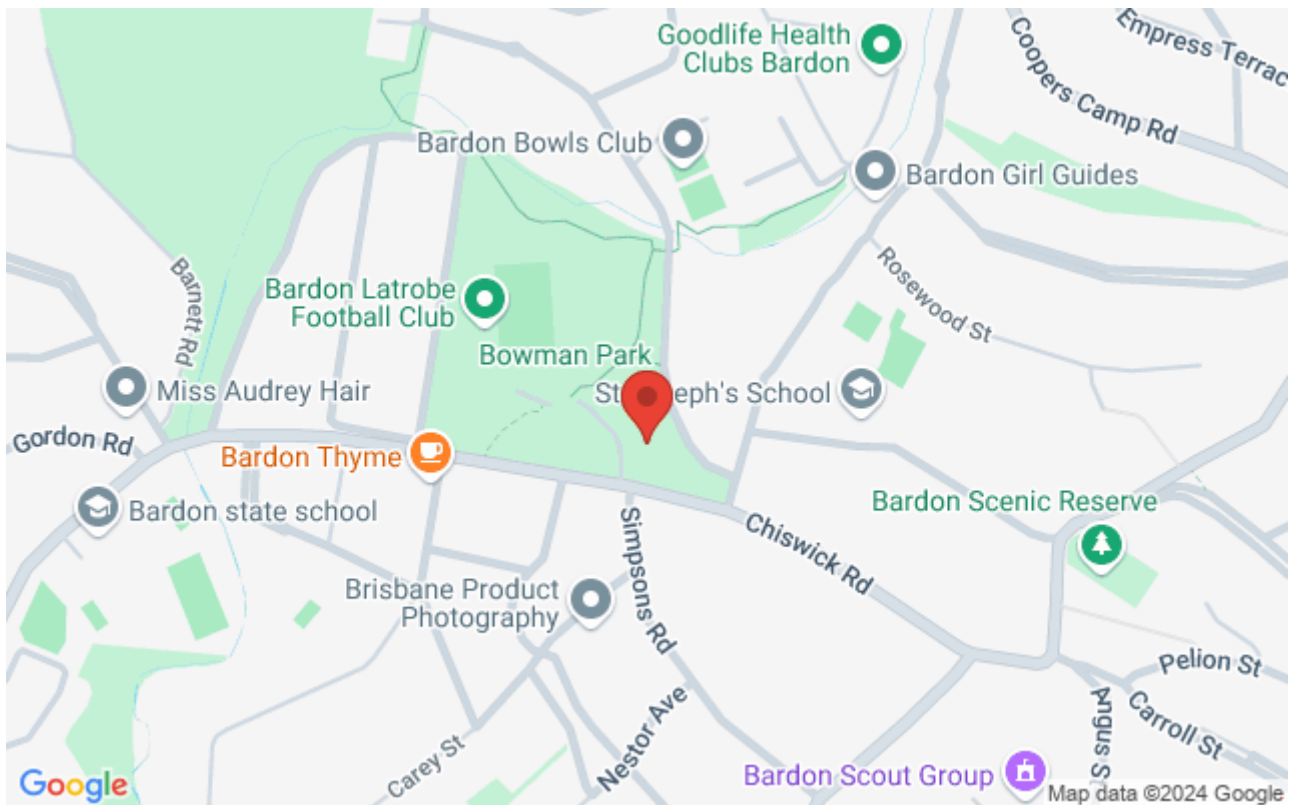 Goodlife Health
Clubs Bardon
Empress Terrac
Coopers Camp Rd
Bardon Bowls Club
Bardon Girl Guides
Barnett Rd
Rosewood St
Bardon Latrobe
Football Club
Bowman Park
Miss Audrey Hair
St eph's School
Gordon Rd
Bardon Thyme
Bardon state school
Bardon Scenic Reserve
Simpsons Rd
Chiswick Rd
Brisbane Product
Photography
Pelion St
Nestor Ave
Angus S
Carroll St
Carey St
Bardon Scout Group
Google
Map data ©2024 Google